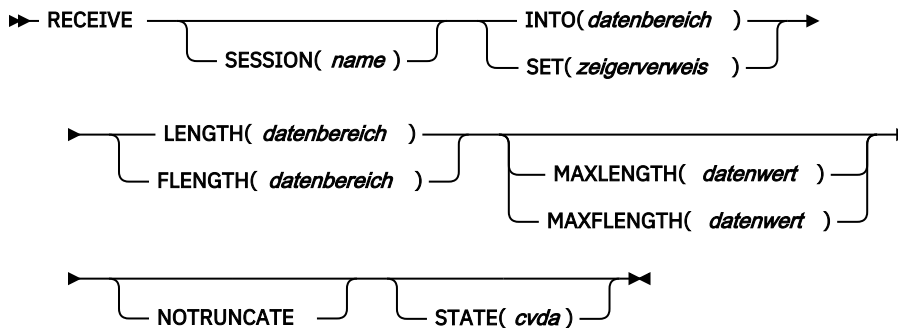 RECEIVE INTO( datenbereich )
SESSION( name ) SET( zeigerverweis )
LENGTH( datenbereich )
FLENGTH( datenbereich ) MAXLENGTH( datenwert )
MAXFLENGTH( datenwert )
NOTRUNCATE STATE( cvda )